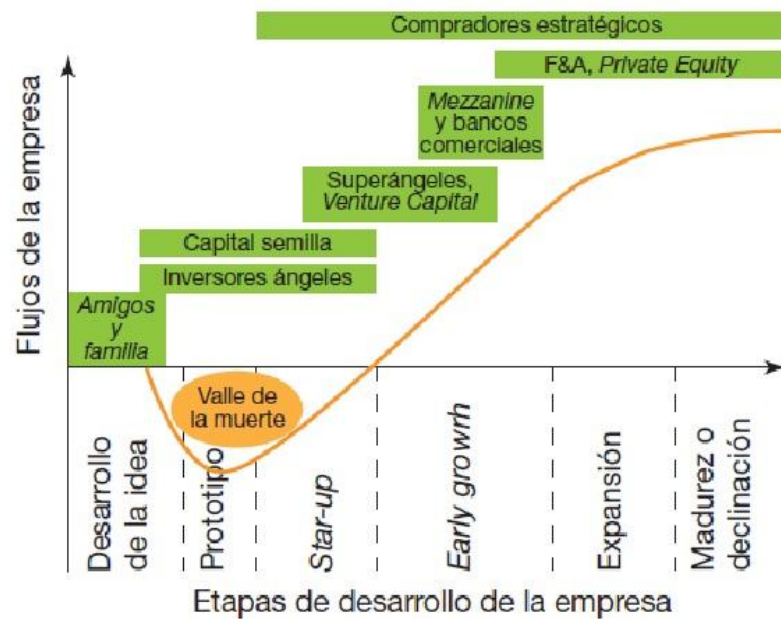 Compradores estratégicos
F&A, Private Equity
Mezzanine
y bancos
comerciales
Superángeles,
Venture Capital
Capital semilla
Inversores ángeles
Amigos
y
familia
Valle de
la muerte
Flujos de la empresa
Desarrollo
de la idea
Prototipo
Star-up
Early growrh
Expansión
Madurez o
declinación
Etapas de desarrollo de la empresa